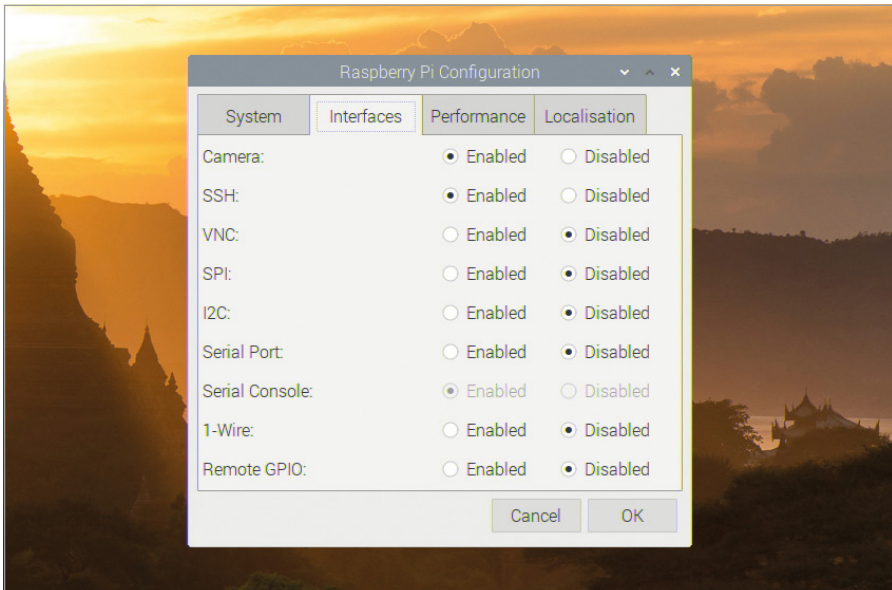 Raspberry Pi Configuration
System Interfaces Performance Localisation
Camera: Enabled Disabled
SSH: Enabled Disabled
VNC: Enabled Disabled
SPI: Enabled Disabled
I2C: Enabled Disabled
Serial Port: Enabled Disabled
Serial Console: Enabled Disabled
1-Wire: Enabled Disabled
Remote GPIO: Enabled Disabled
Cancel OK